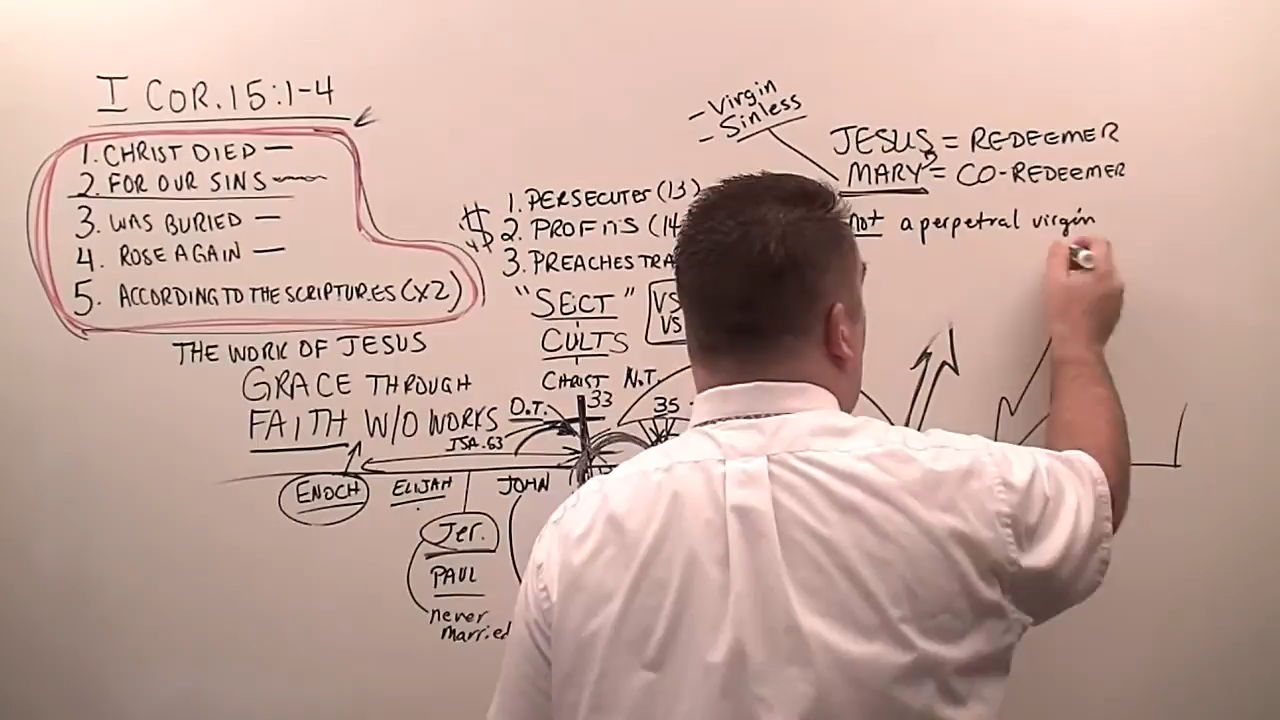 I COR. 15:1-4
1. CHRIST DIED
2. FOR OUR SINS
3. WAS BURIED
4. ROSE AGAIN
5. ACCORDING TO THE SCRIPTURES (X2)
THE WORK OF JESUS
GRACE THROUGH
FAITH W/O WORKS
1. PERSECUTES (13)
$ 2. PROFITS (14
3. PREACHES TRA
"SECT"
CULTS
CHRIST
VS
VS
N.T.
O.T.
33
35
ISA. 63
ENOCH
ELIJAH
JOHN
Jer.
PAUL
never
married
- Virgin
- Sinless
JESUS = REDEEMER
MARY = CO-REDEEMER
not a perpetral virgin